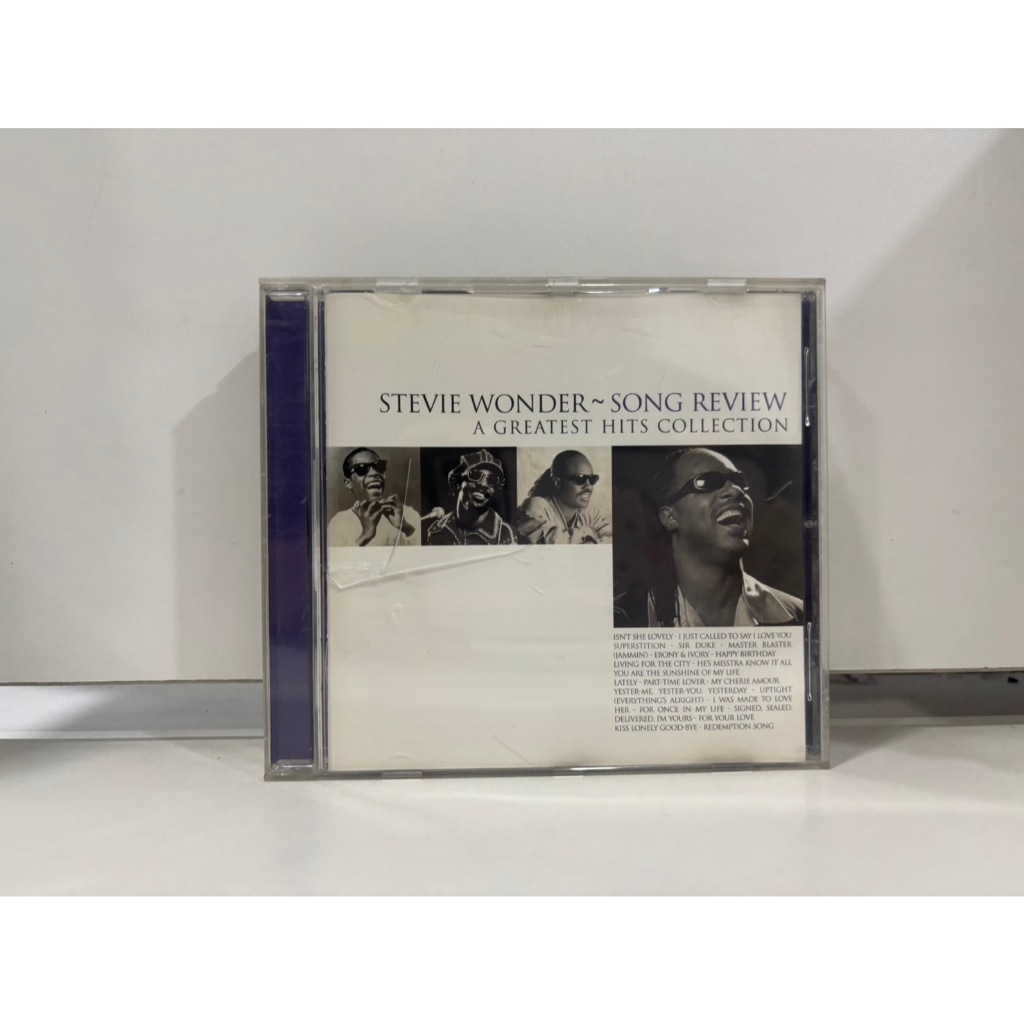 STEVIE WONDER ~ SONG REVIEW
A GREATEST HITS COLLECTION
ISN'T SHE LOVELY - I JUST CALLED TO SAY I LOVE YOU
SUPERSTITION - SIR DUKE - MASTER BLASTER
(JAMMIN') - EBONY & IVORY - HAPPY BIRTHDAY
LIVING FOR THE CITY - HE'S MISSTRA KNOW IT ALL
YOU ARE THE SUNSHINE OF MY LIFE
LATELY - PART-TIME LOVER - MY CHERIE AMOUR
YESTER-ME, YESTER-YOU, YESTERDAY - UPTIGHT
(EVERYTHING'S ALRIGHT) - I WAS MADE TO LOVE
HER - FOR ONCE IN MY LIFE - SIGNED, SEALED,
DELIVERED, I'M YOURS - FOR YOUR LOVE
KISS LONELY GOOD-BYE - REDEMPTION SONG